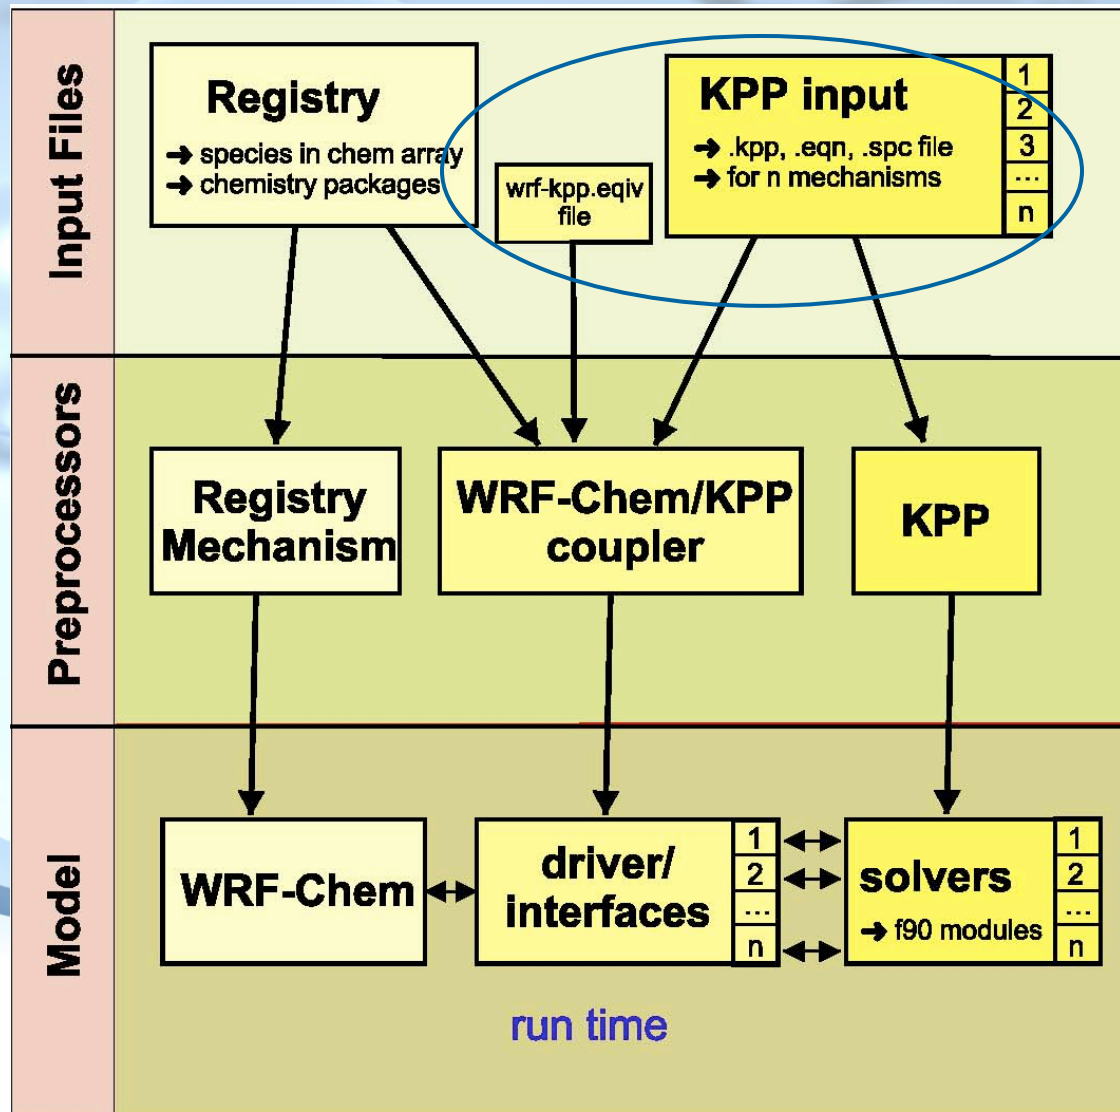 Input Files
Registry
→ species in chem array
→ chemistry packages
wrf-kpp.eqiv
file
KPP input
→ .kpp, .eqn, .spc file
→ for n mechanisms
1
2
3
...
n
Preprocessors
Registry
Mechanism
WRF-Chem/KPP
coupler
KPP
Model
WRF-Chem
driver/
interfaces
1
2
...
n
solvers
→ f90 modules
1
2
...
n
run time